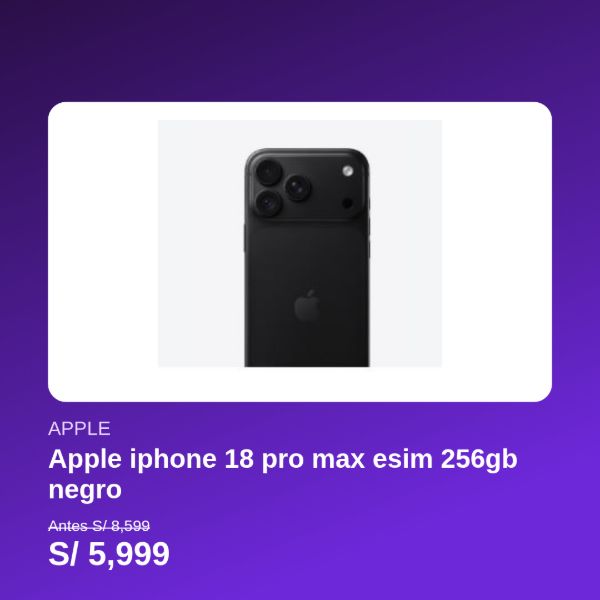 APPLE
Apple iphone 18 pro max esim 256gb
negro
Antes S/ 8,599
S/ 5,999